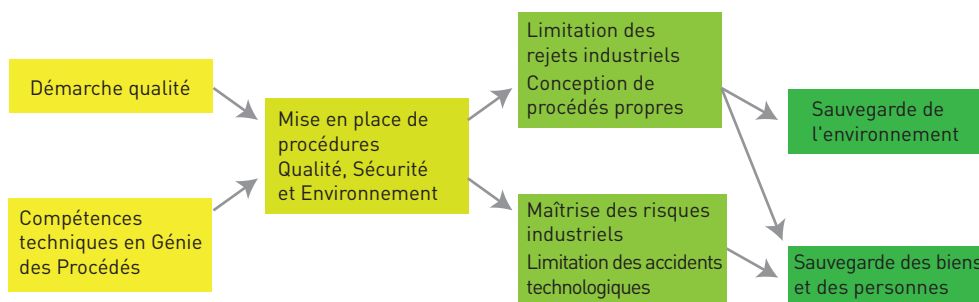 Démarche qualité
Compétences
techniques en Génie
des Procédés
Mise en place de
procédures
Qualité, Sécurité
et Environnement
Limitation des
rejets industriels
Conception de
procédés propres
Maîtrise des risques
industriels
Limitation des accidents
technologiques
Sauvegarde de
l'environnement
Sauvegarde des biens
et des personnes